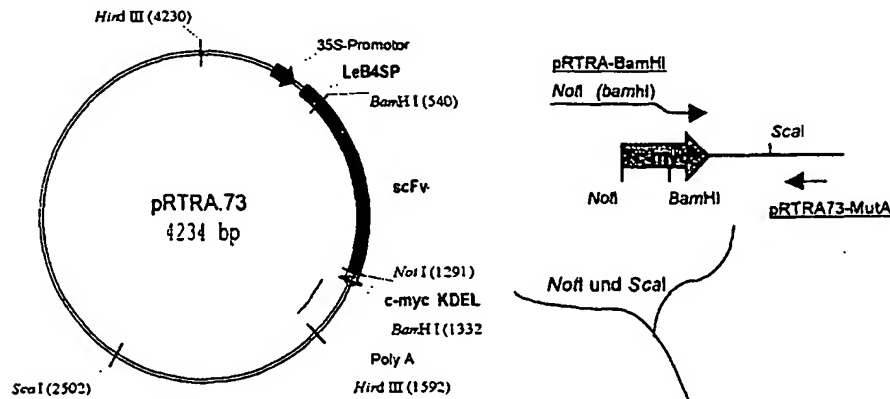 Hind III (4230)
35S-Promotor
LeB4SP
BamH I (540)
scFv
pRTRA.73
4234 bp
Not I (1291)
c-myc KDEL
BamH I (1332
Poly A
Hind III (1592)
Sca I (2502)
pRTRA-BamHI
NotI (bamhI)
ScaI
NotI
BamHI
pRTRA73-MutA
NotI und ScaI